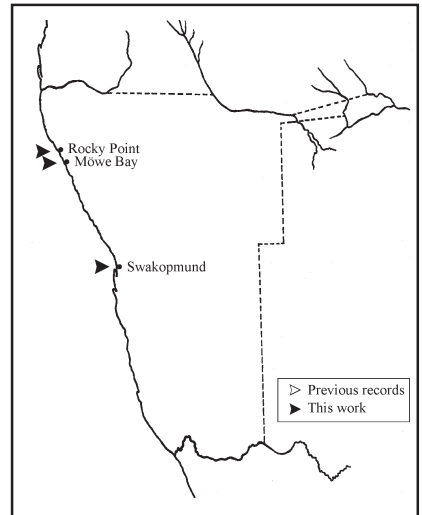 Rocky Point
Möwe Bay
Swakopmund
Previous records
This work